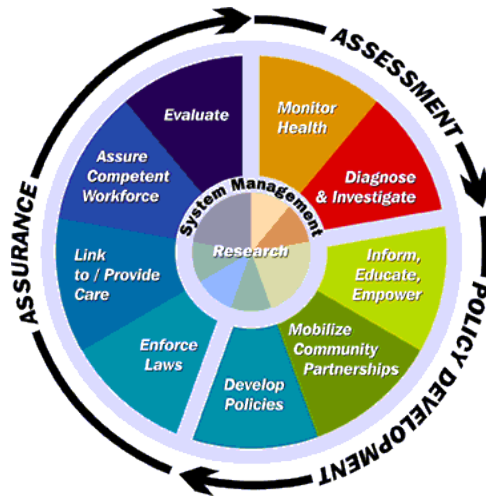 ASSESSMENT
Monitor
Health
Diagnose
& Investigate
POLICY DEVELOPMENT
Inform,
Educate,
Empower
Mobilize
Community
Partnerships
Develop
Policies
ASSURANCE
Enforce
Laws
Link
to / Provide
Care
Assure
Competent
Workforce
Evaluate
System Management
Research